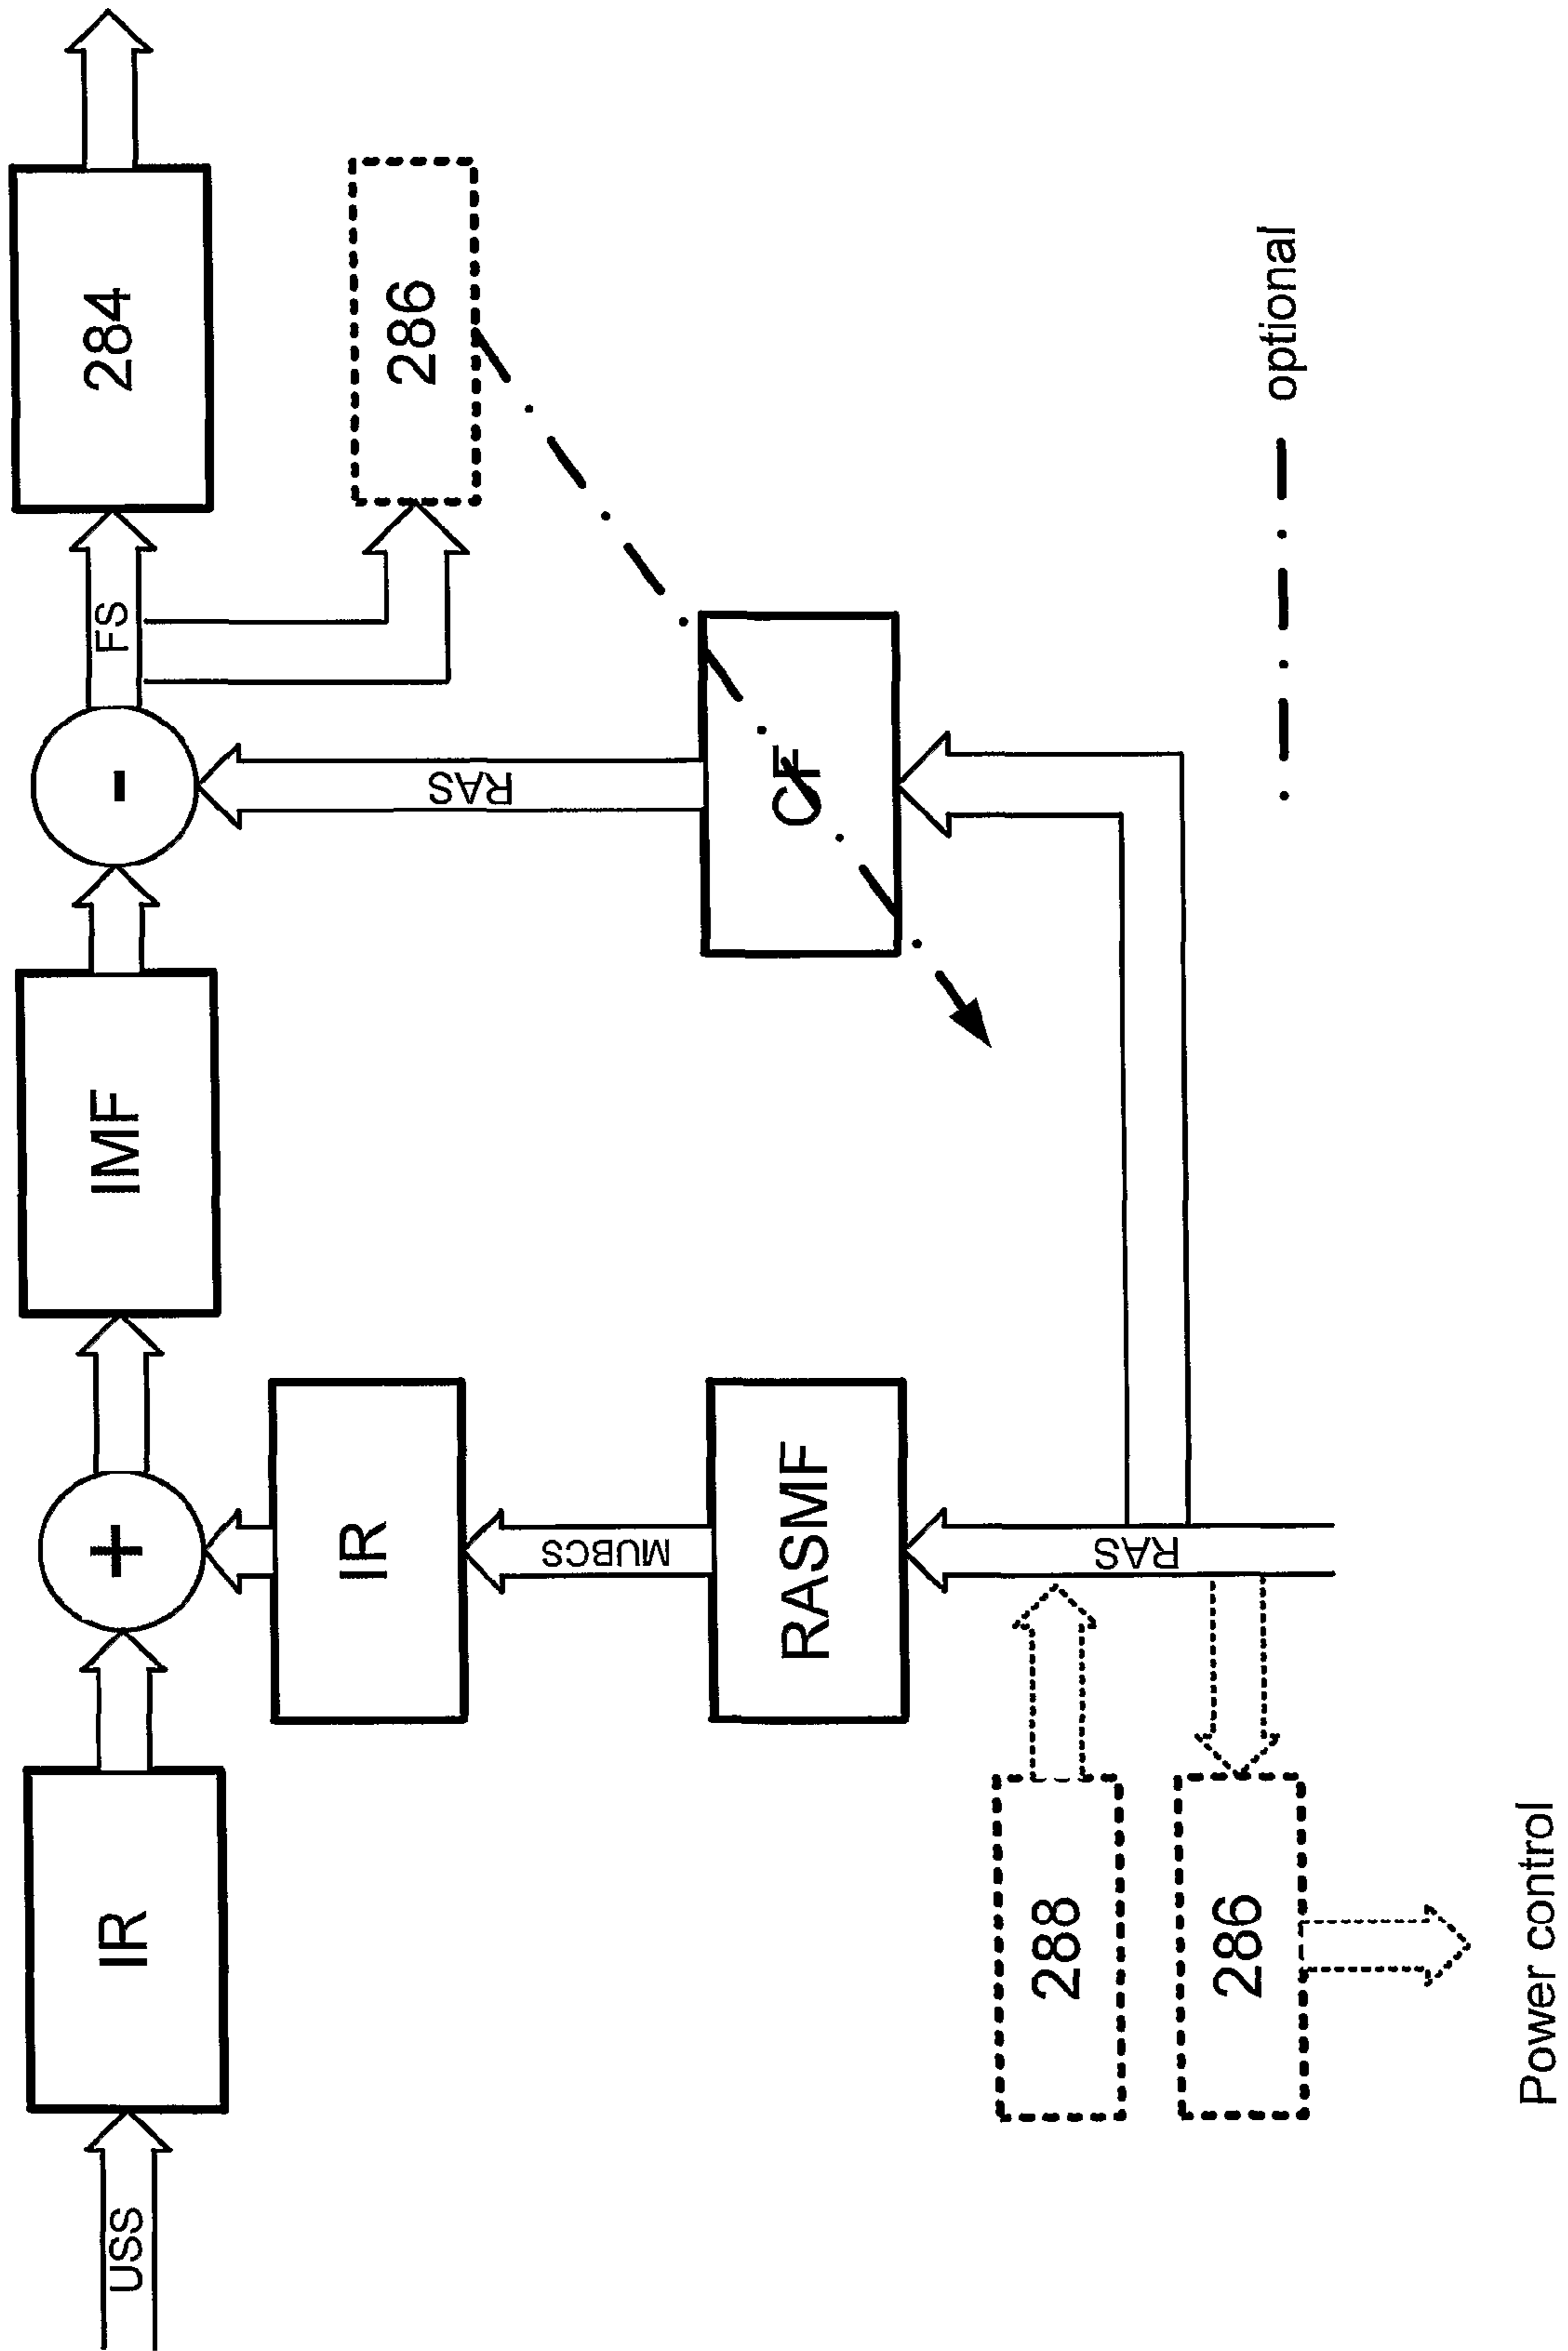 USS
IR
+
IMF
-
FS
284
286
IR
MUBCS
RASMF
RAS
RAS
CF
288
286
Power control
optional